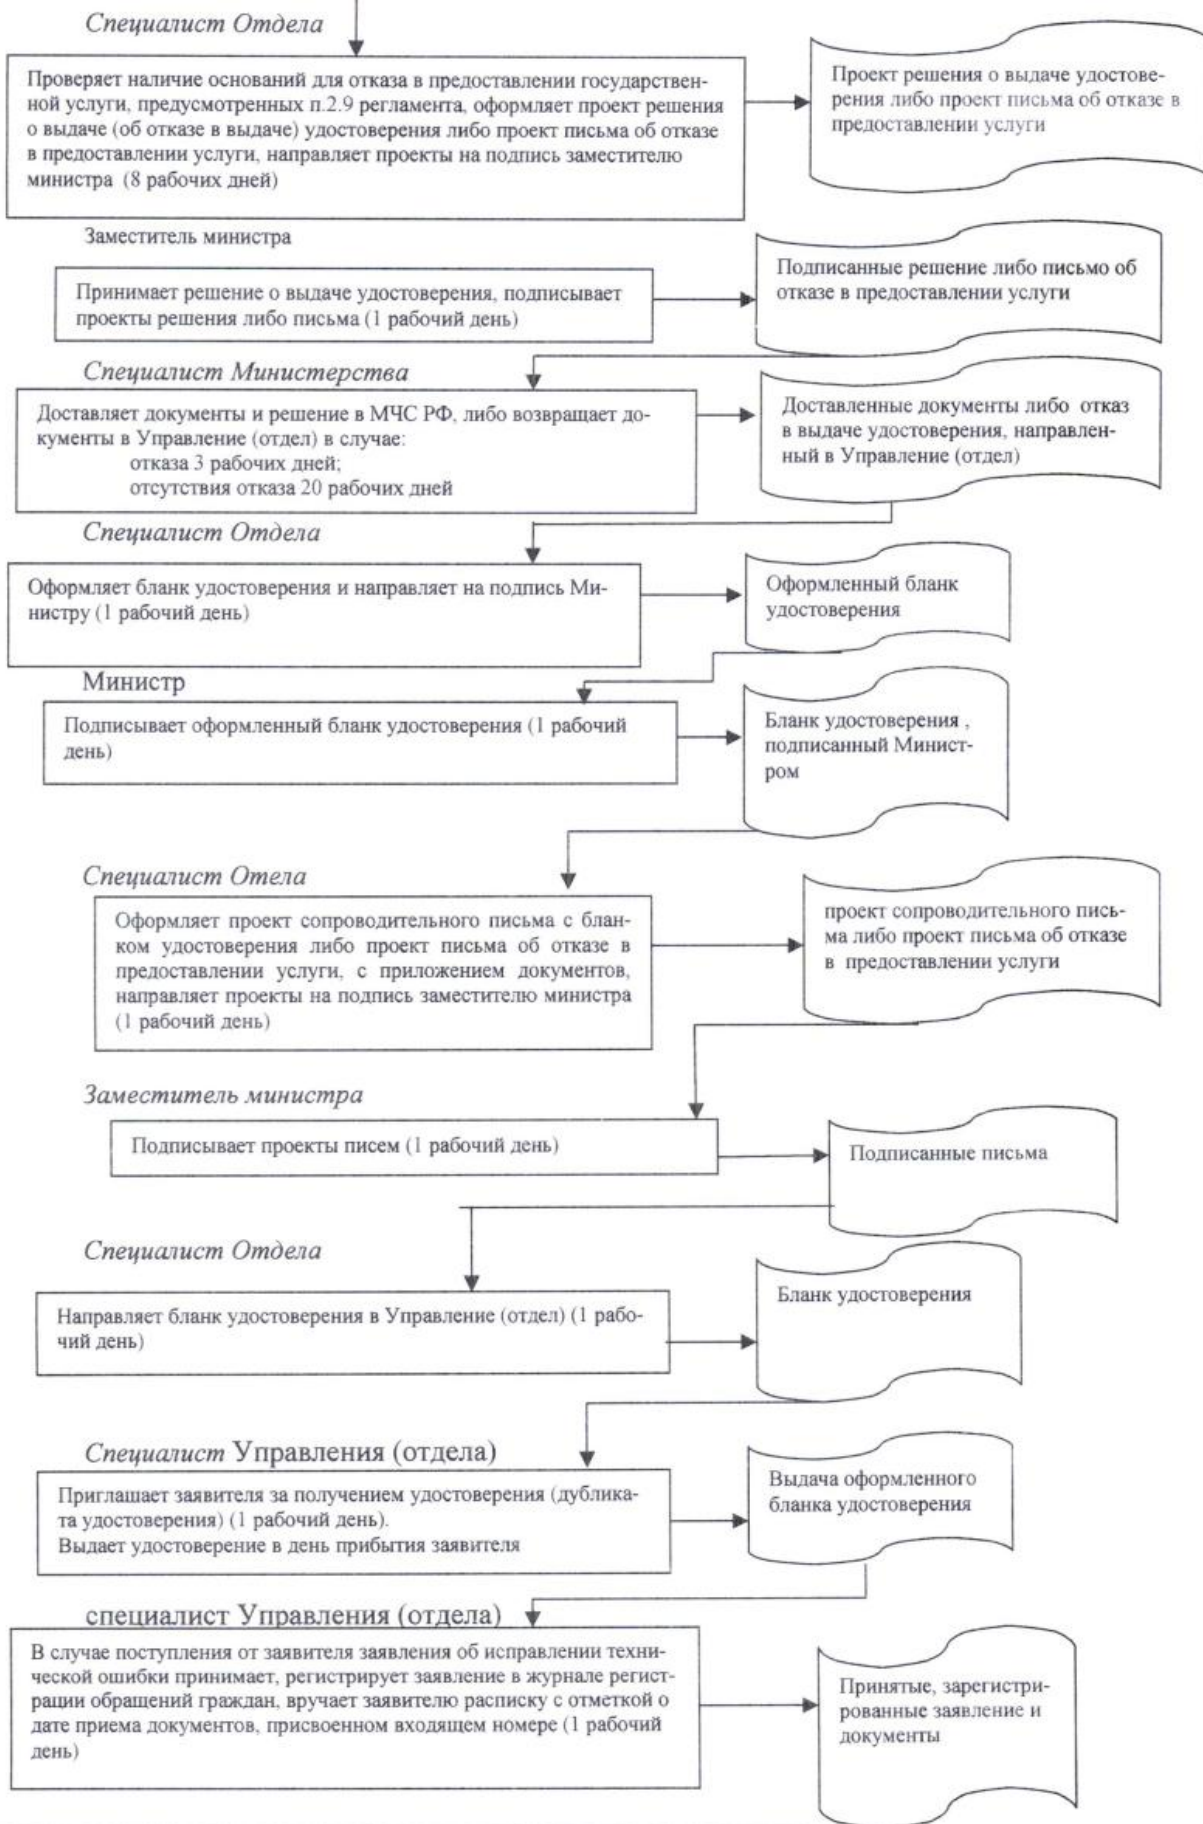 Специалист Отдела
Проверяет наличие оснований для отказа в предоставлении государствен-
ной услуги, предусмотренных п.2.9 регламента, оформляет проект решения
о выдаче (об отказе в выдаче) удостоверения либо проект письма об отказе
в предоставлении услуги, направляет проекты на подпись заместителю
министра (8 рабочих дней)
Проект решения о выдаче удостове-
рения либо проект письма об отказе в
предоставлении услуги
Заместитель министра
Принимает решение о выдаче удостоверения, подписывает
проекты решения либо письма (1 рабочий день)
Подписанные решение либо письмо об
отказе в предоставлении услуги
Специалист Министерства
Доставляет документы и решение в МЧС РФ, либо возвращает до-
кументы в Управление (отдел) в случае:
отказа 3 рабочих дней;
отсутствия отказа 20 рабочих дней
Доставленные документы либо отказ
в выдаче удостоверения, направлен-
ный в Управление (отдел)
Специалист Отдела
Оформляет бланк удостоверения и направляет на подпись Ми-
нистру (1 рабочий день)
Оформленный бланк
удостоверения
Министр
Подписывает оформленный бланк удостоверения (1 рабочий
день)
Бланк удостоверения ,
подписанный Минист-
ром
Специалист Отела
Оформляет проект сопроводительного письма с блан-
ком удостоверения либо проект письма об отказе в
предоставлении услуги, с приложением документов,
направляет проекты на подпись заместителю министра
(1 рабочий день)
проект сопроводительного пись-
ма либо проект письма об отказе
в предоставлении услуги
Заместитель министра
Подписывает проекты писем (1 рабочий день)
Подписанные письма
Специалист Отдела
Направляет бланк удостоверения в Управление (отдел) (1 рабо-
чий день)
Бланк удостоверения
Специалист Управления (отдела)
Приглашает заявителя за получением удостоверения (дублика-
та удостоверения) (1 рабочий день).
Выдает удостоверение в день прибытия заявителя
Выдача оформленного
бланка удостоверения
специалист Управления (отдела)
В случае поступления от заявителя заявления об исправлении техни-
ческой ошибки принимает, регистрирует заявление в журнале регист-
рации обращений граждан, вручает заявителю расписку с отметкой о
дате приема документов, присвоенном входящем номере (1 рабочий
день)
Принятые, зарегистри-
рованные заявление и
документы